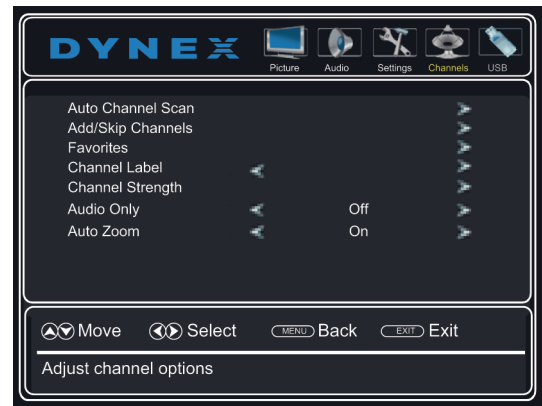 DYNEX
Picture Audio Settings Channels USB
Auto Channel Scan
Add/Skip Channels
Favorites
Channel Label
Channel Strength
Audio Only Off
Auto Zoom On
Move Select MENU Back EXIT Exit
Adjust channel options